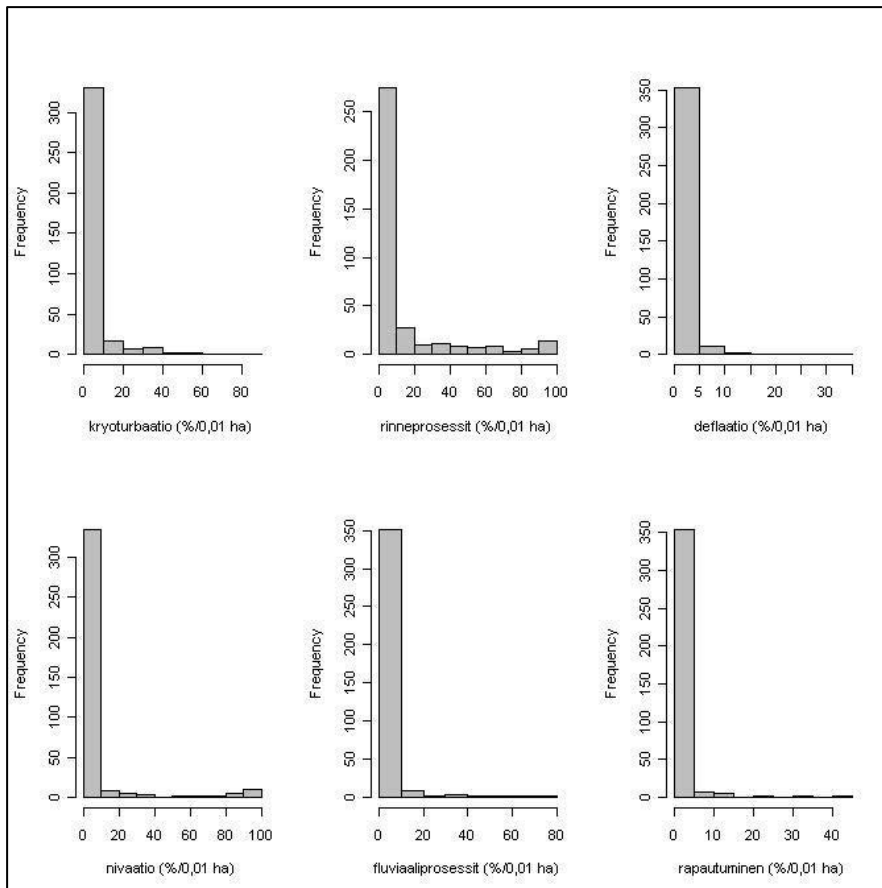 Frequency
0 50 100 150 200 250 300
0 20 40 60 80
kryoturbaatio (%/0,01 ha)
Frequency
0 50 100 150 200 250
0 20 40 60 80 100
rinneprosessit (%/0,01 ha)
Frequency
0 50 100 150 200 250 300 350
0 5 10 20 30
deflaatio (%/0,01 ha)
Frequency
0 50 100 150 200 250 300
0 20 40 60 80 100
nivaatio (%/0,01 ha)
Frequency
0 50 100 150 200 250 300 350
0 20 40 60 80
fluviaaliprosessit (%/0,01 ha)
Frequency
0 50 100 150 200 250 300 350
0 10 20 30 40
rapautuminen (%/0,01 ha)